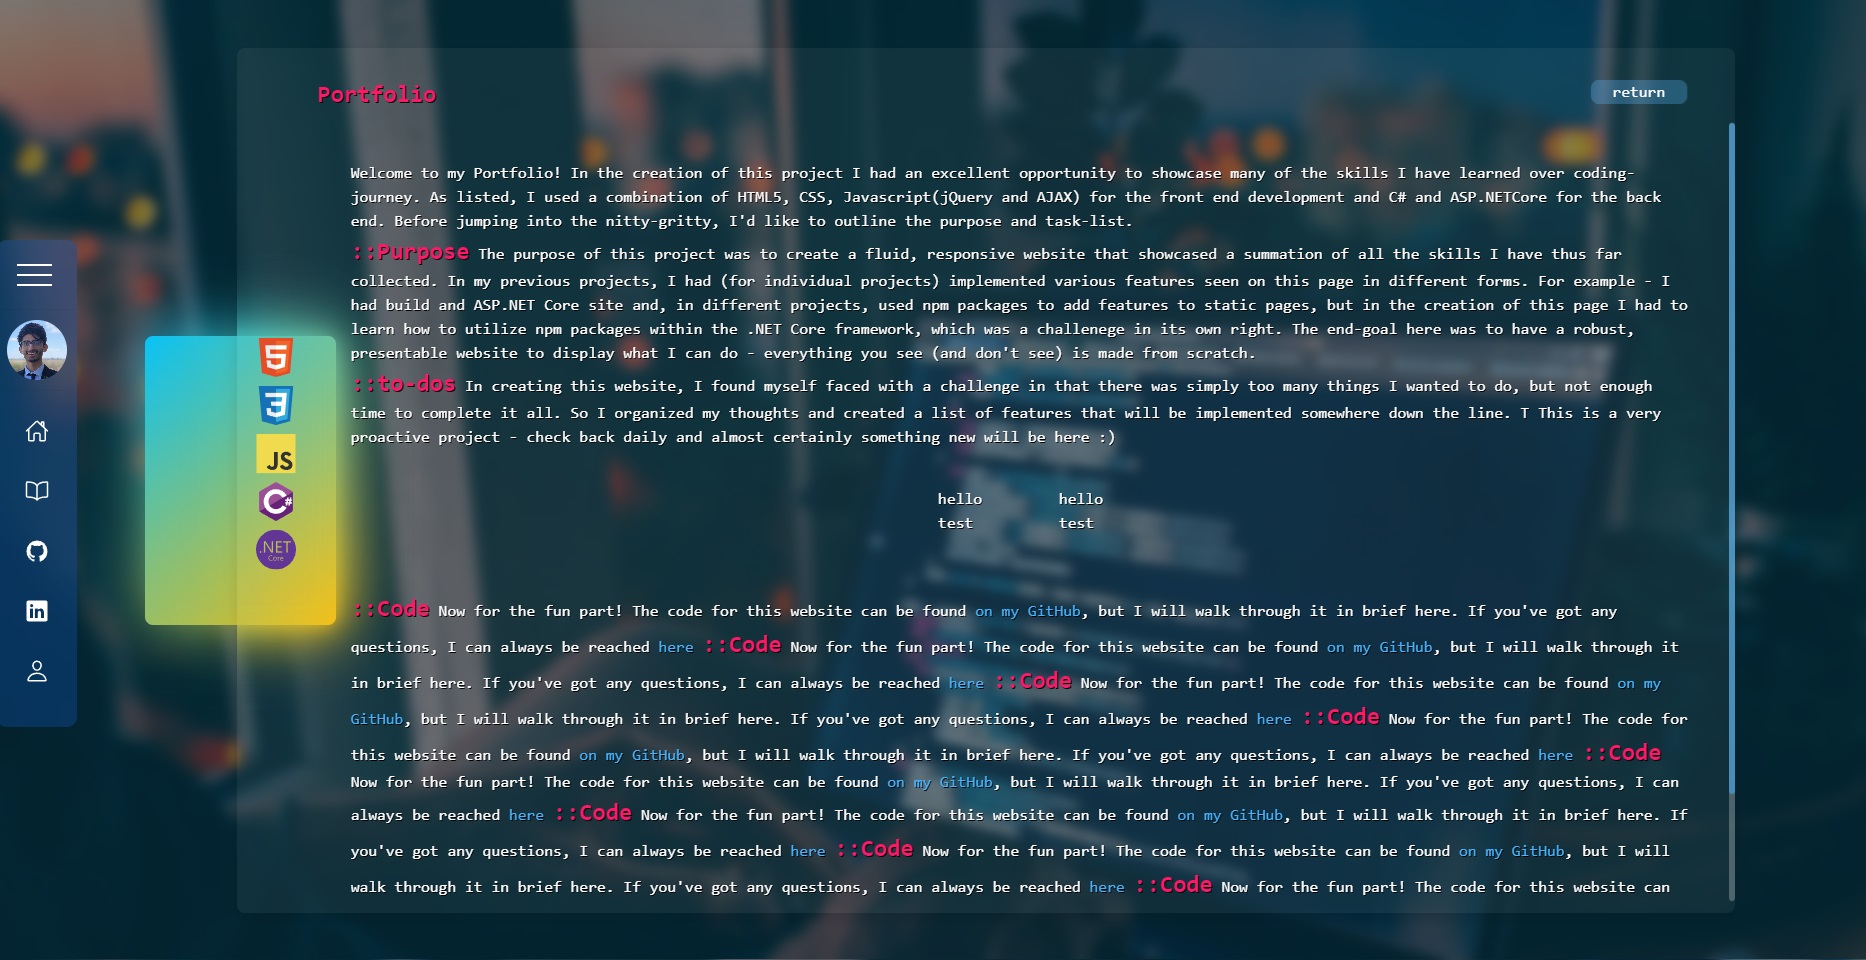 Portfolio
return
Welcome to my Portfolio! In the creation of this project I had an excellent opportunity to showcase many of the skills I have learned over coding-
journey. As listed, I used a combination of HTML5, CSS, Javascript(jQuery and AJAX) for the front end development and C# and ASP.NETCore for the back
end. Before jumping into the nitty-gritty, I'd like to outline the purpose and task-list.
::Purpose The purpose of this project was to create a fluid, responsive website that showcased a summation of all the skills I have thus far
collected. In my previous projects, I had (for individual projects) implemented various features seen on this page in different forms. For example - I
had build and ASP.NET Core site and, in different projects, used npm packages to add features to static pages, but in the creation of this page I had to
learn how to utilize npm packages within the .NET Core framework, which was a challenege in its own right. The end-goal here was to have a robust,
presentable website to display what I can do - everything you see (and don't see) is made from scratch.
::to-dos In creating this website, I found myself faced with a challenge in that there was simply too many things I wanted to do, but not enough
time to complete it all. So I organized my thoughts and created a list of features that will be implemented somewhere down the line. T This is a very
proactive project - check back daily and almost certainly something new will be here :)
5
3
JS
C#
.NET
Core
in
hello hello
test test
::Code Now for the fun part! The code for this website can be found on my GitHub, but I will walk through it in brief here. If you've got any
questions, I can always be reached here ::Code Now for the fun part! The code for this website can be found on my GitHub, but I will walk through it
in brief here. If you've got any questions, I can always be reached here ::Code Now for the fun part! The code for this website can be found on my
GitHub, but I will walk through it in brief here. If you've got any questions, I can always be reached here ::Code Now for the fun part! The code for
this website can be found on my GitHub, but I will walk through it in brief here. If you've got any questions, I can always be reached here ::Code
Now for the fun part! The code for this website can be found on my GitHub, but I will walk through it in brief here. If you've got any questions, I can
always be reached here ::Code Now for the fun part! The code for this website can be found on my GitHub, but I will walk through it in brief here. If
you've got any questions, I can always be reached here ::Code Now for the fun part! The code for this website can be found on my GitHub, but I will
walk through it in brief here. If you've got any questions, I can always be reached here ::Code Now for the fun part! The code for this website can